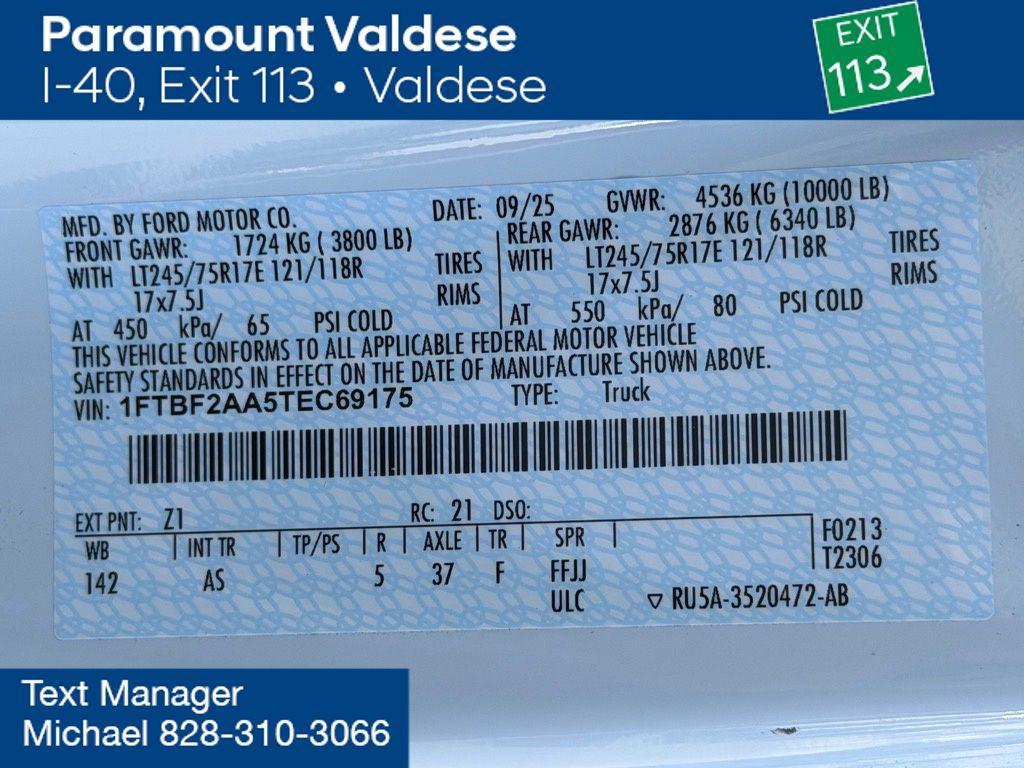 Paramount Valdese
I-40, Exit 113 • Valdese
EXIT
113
MFD. BY FORD MOTOR CO. DATE: 09/25 GVWR: 4536 KG (10000 LB)
FRONT GAWR: 1724 KG ( 3800 LB) REAR GAWR: 2876 KG ( 6340 LB)
WITH LT245/75R17E 121/118R TIRES WITH LT245/75R17E 121/118R TIRES
17x7.5J RIMS 17x7.5J RIMS
AT 450 kPa/ 65 PSI COLD AT 550 kPa/ 80 PSI COLD
THIS VEHICLE CONFORMS TO ALL APPLICABLE FEDERAL MOTOR VEHICLE
SAFETY STANDARDS IN EFFECT ON THE DATE OF MANUFACTURE SHOWN ABOVE.
VIN: 1FTBF2AA5TEC69175 TYPE: Truck
EXT PNT: Z1 RC: 21 DSO:
WB INT TR TP/PS R AXLE TR SPR F0213
142 AS 5 37 F FFJJ T2306
ULC RU5A-3520472-AB
Text Manager
Michael 828-310-3066